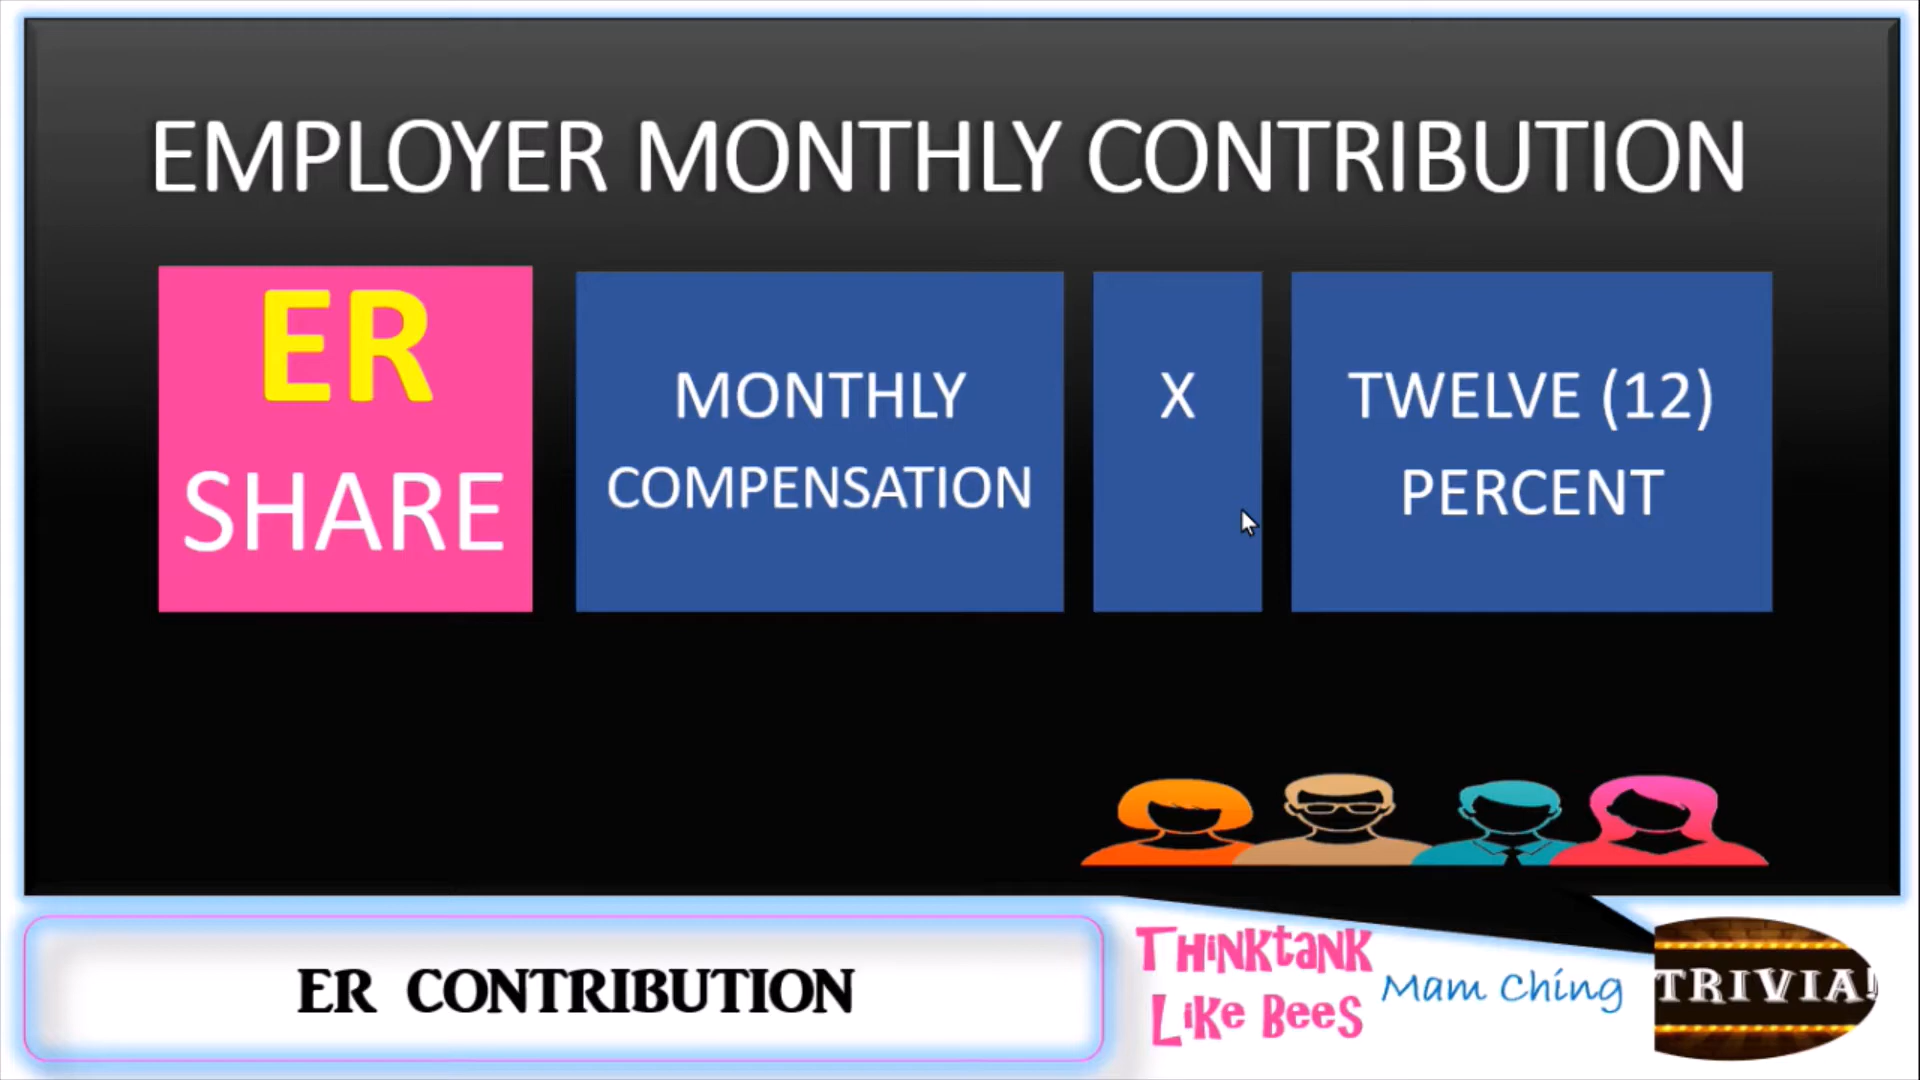 EMPLOYER MONTHLY CONTRIBUTION
ER
SHARE
MONTHLY
COMPENSATION
X
TWELVE (12)
PERCENT
ER CONTRIBUTION
THiNKtaNK
LiKe BeeS
Mam Ching
TRIVIA!